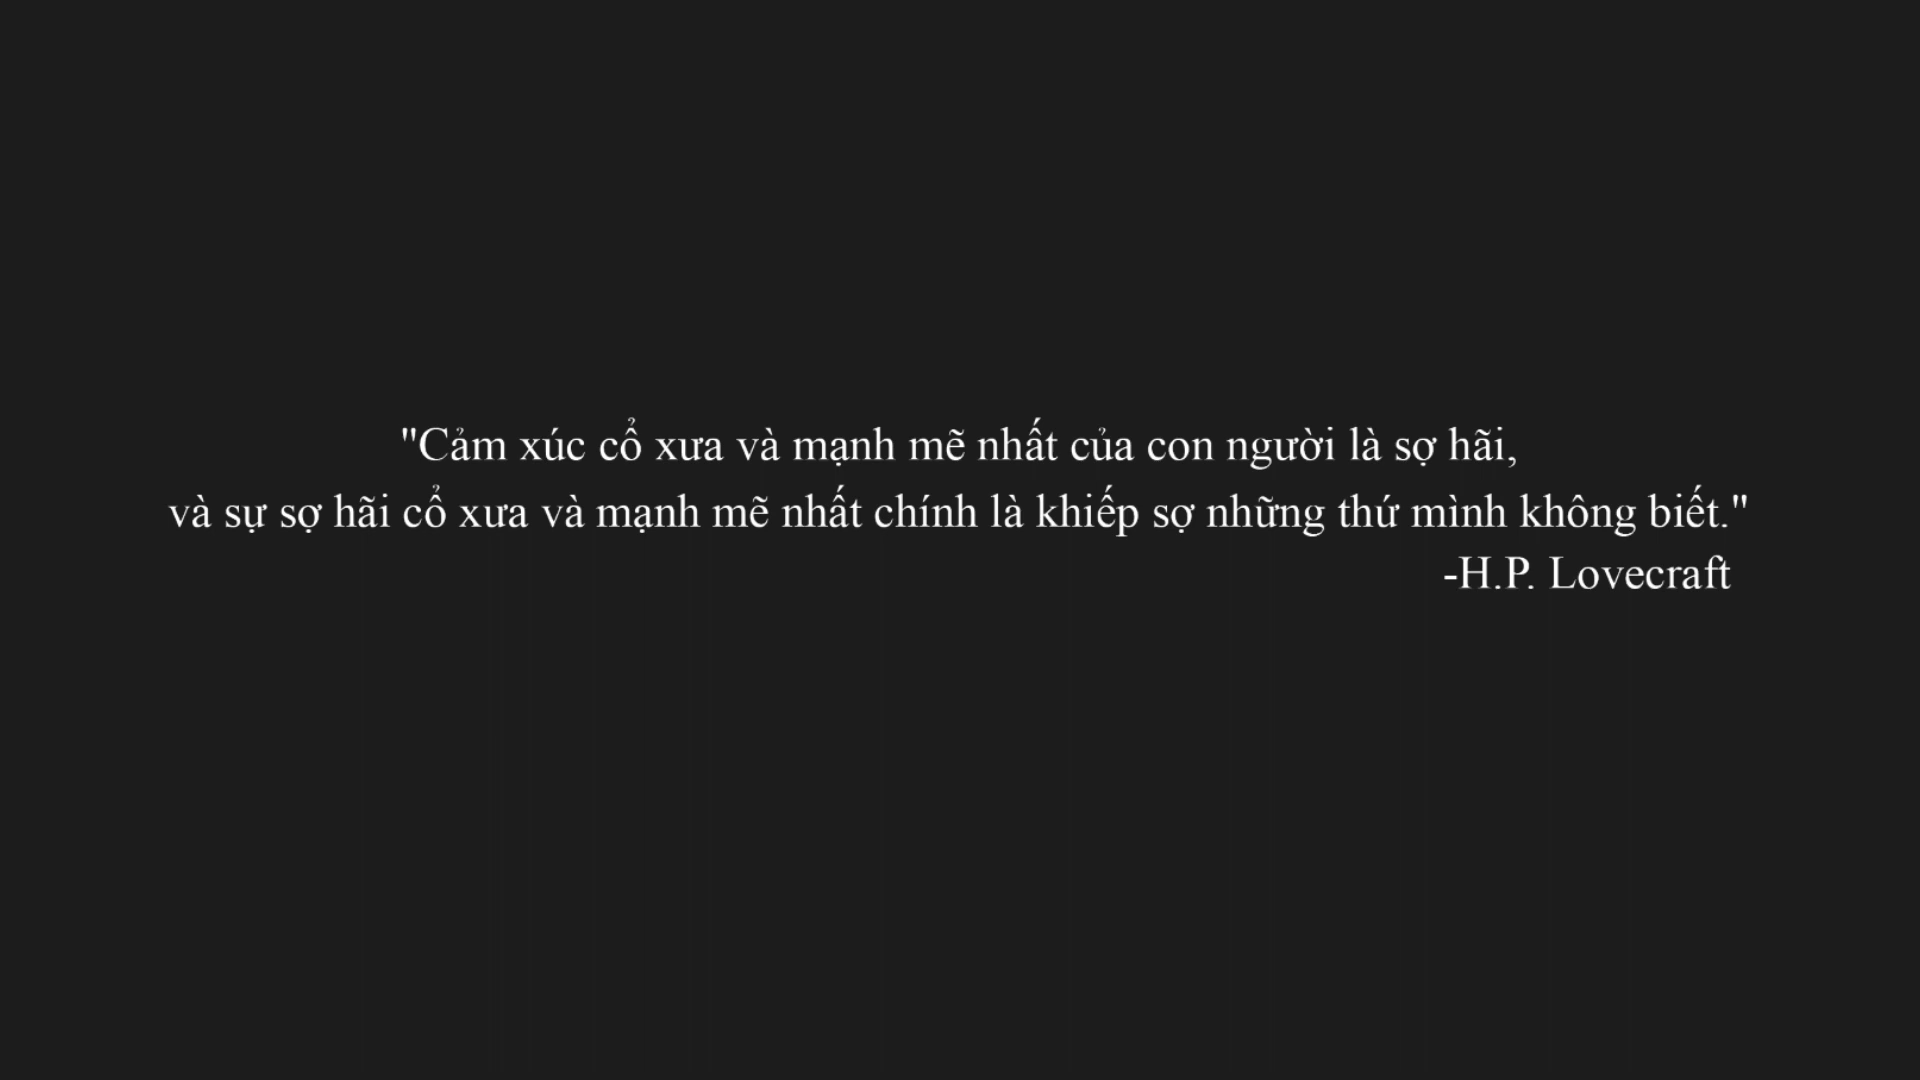 "Cảm xúc cổ xưa và mạnh mẽ nhất của con người là sợ hãi,
và sự sợ hãi cổ xưa và mạnh mẽ nhất chính là khiếp sợ những thứ mình không biết."
-H.P. Lovecraft